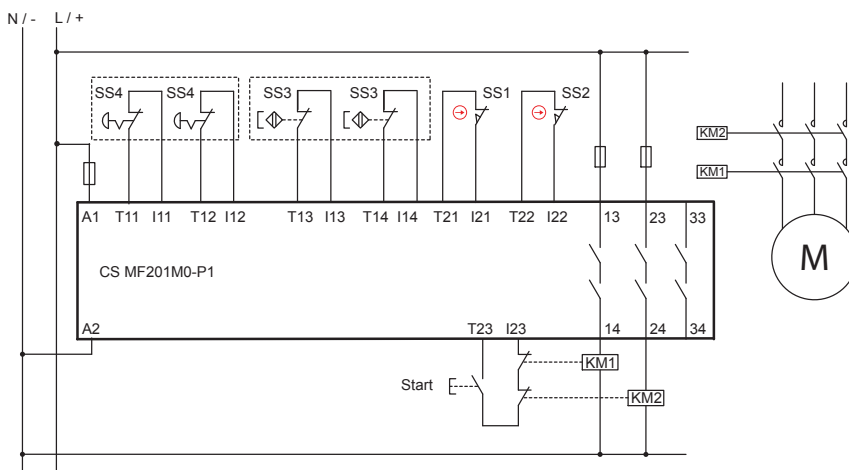 N / - L / +
SS4 SS4 SS3 SS3 SS1 SS2
KM2
KM1
A1 T11 I11 T12 I12 T13 I13 T14 I14 T21 I21 T22 I22 13 23 33
M
CS MF201M0-P1
A2 T23 I23 14 24 34
KM1
Start
KM2